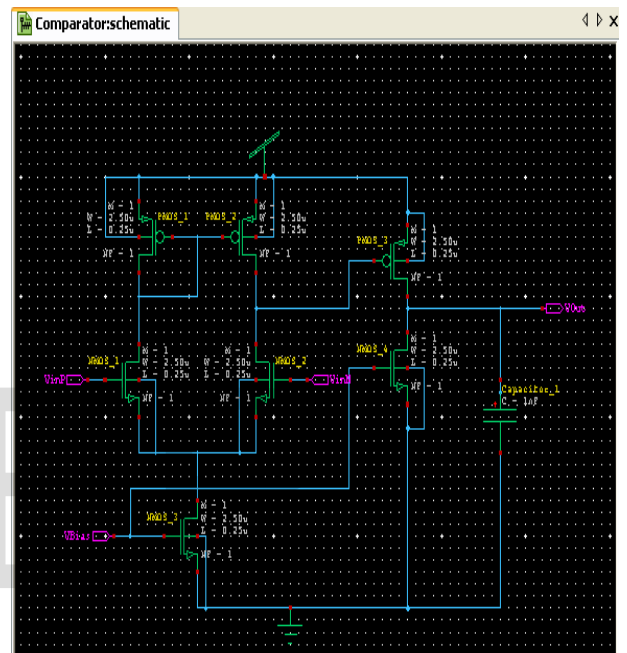 Comparator:schematic
M - 1
W - 2.50u
L - 0.25u
PMOS_1
NF - 1
PMOS_2
M - 1
W - 2.50u
L - 0.25u
NF - 1
PMOS_3
M - 1
W - 2.50u
L - 0.25u
NF - 1
VOut
NMOS_1
M - 1
W - 2.50u
L - 0.25u
NF - 1
VinP
M - 1
W - 2.50u
L - 0.25u
NMOS_2
NF - 1
NMOS_4
M - 1
W - 2.50u
L - 0.25u
NF - 1
Capacitor_1
NMOS_3
M - 1
W - 2.50u
L - 0.25u
NF - 1
VBias